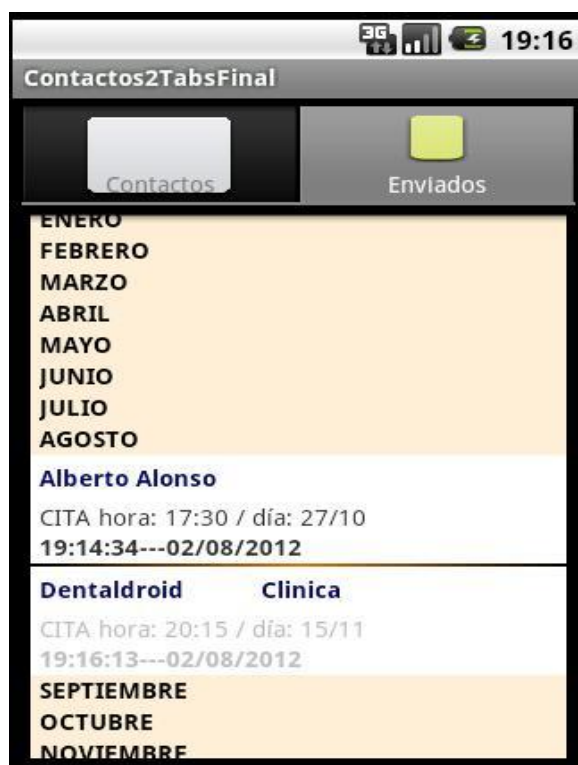 3G 19:16
Contactos2TabsFinal
Contactos Enviados
ENERO
FEBRERO
MARZO
ABRIL
MAYO
JUNIO
JULIO
AGOSTO
Alberto Alonso
CITA hora: 17:30 / día: 27/10
19:14:34---02/08/2012
Dentaldroid Clinica
CITA hora: 20:15 / día: 15/11
19:16:13---02/08/2012
SEPTIEMBRE
OCTUBRE
NOVIEMBRE